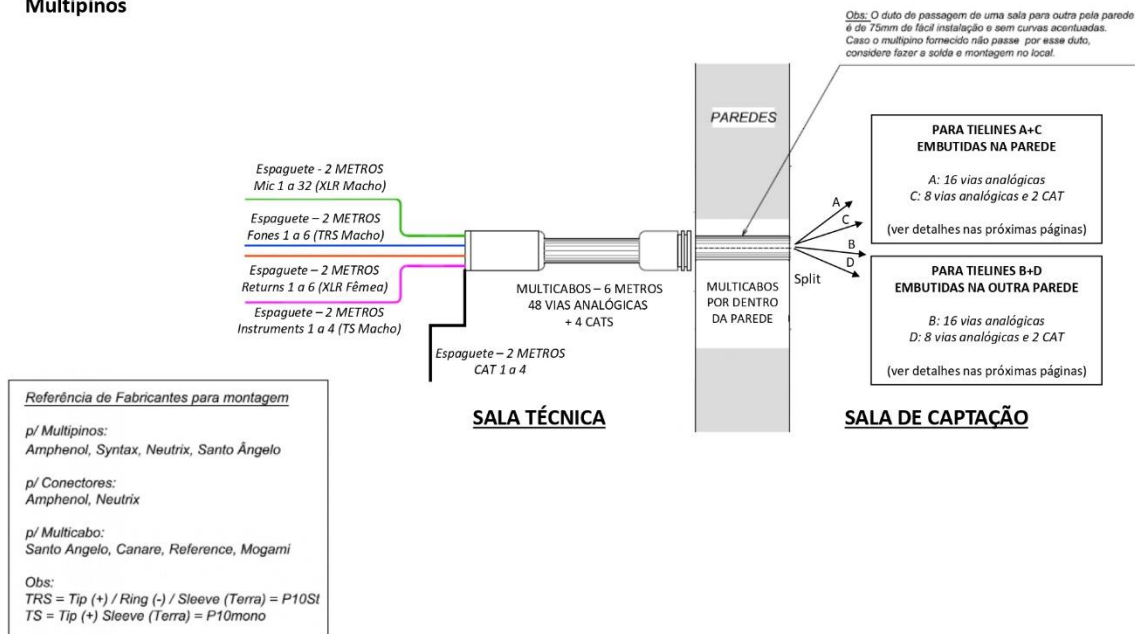 Multipinos
Obs: O duto de passagem de uma sala para outra pela parede
é de 75mm de fácil instalação e sem curvas acentuadas.
Caso o multipino fornecido não passe por esse duto,
considere fazer a solda e montagem no local.
PAREDES
PARA TIELINES A+C
EMBUTIDAS NA PAREDE
A: 16 vias analógicas
C: 8 vias analógicas e 2 CAT
(ver detalhes nas próximas páginas)
Espaguete - 2 METROS
Mic 1 a 32 (XLR Macho)
Espaguete – 2 METROS
Fones 1 a 6 (TRS Macho)
Espaguete – 2 METROS
Returns 1 a 6 (XLR Fêmea)
Espaguete – 2 METROS
Instruments 1 a 4 (TS Macho)
Espaguete – 2 METROS
CAT 1 a 4
MULTICABOS – 6 METROS
48 VIAS ANALÓGICAS
+ 4 CATS
MULTICABOS
POR DENTRO
DA PAREDE
A
C
B
D
Split
PARA TIELINES B+D
EMBUTIDAS NA OUTRA PAREDE
B: 16 vias analógicas
D: 8 vias analógicas e 2 CAT
(ver detalhes nas próximas páginas)
SALA TÉCNICA
SALA DE CAPTAÇÃO
Referência de Fabricantes para montagem
p/ Multipinos:
Amphenol, Syntax, Neutrix, Santo Ângelo
p/ Conectores:
Amphenol, Neutrix
p/ Multicabo:
Santo Angelo, Canare, Reference, Mogami
Obs:
TRS = Tip (+) / Ring (-) / Sleeve (Terra) = P10St
TS = Tip (+) Sleeve (Terra) = P10mono